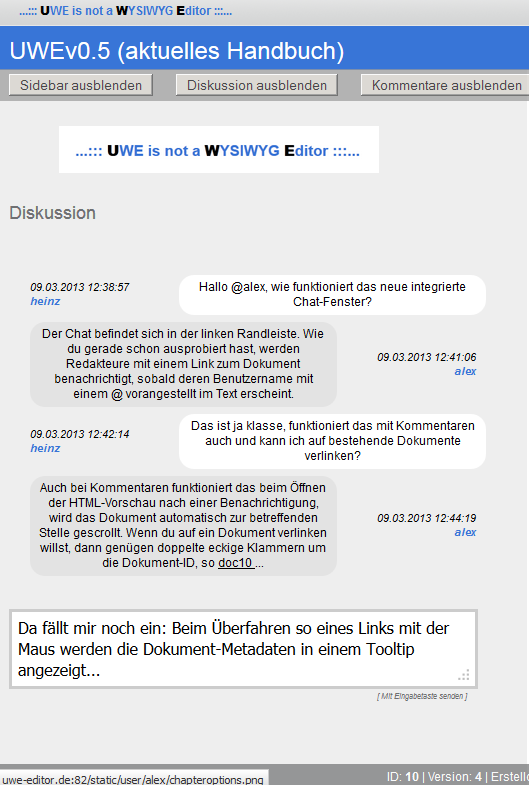 ...::: UWE is not a WYSIWYG Editor :::...
UWEv0.5 (aktuelles Handbuch)
Sidebar ausblenden Diskussion ausblenden Kommentare ausblenden
...::: UWE is not a WYSIWYG Editor :::...
Diskussion
09.03.2013 12:38:57
heinz
Hallo @alex, wie funktioniert das neue integrierte
Chat-Fenster?
Der Chat befindet sich in der linken Randleiste. Wie
du gerade schon ausprobiert hast, werden
Redakteure mit einem Link zum Dokument
benachrichtigt, sobald deren Benutzername mit
einem @ vorangestellt im Text erscheint.
09.03.2013 12:41:06
alex
09.03.2013 12:42:14
heinz
Das ist ja klasse, funktioniert das mit Kommentaren
auch und kann ich auf bestehende Dokumente
verlinken?
Auch bei Kommentaren funktioniert das beim Öffnen
der HTML-Vorschau nach einer Benachrichtigung,
wird das Dokument automatisch zur betreffenden
Stelle gescrollt. Wenn du auf ein Dokument verlinken
willst, dann genügen doppelte eckige Klammern um
die Dokument-ID, so doc10 ...
09.03.2013 12:44:19
alex
Da fällt mir noch ein: Beim Überfahren so eines Links mit der
Maus werden die Dokument-Metadaten in einem Tooltip
angezeigt...
[ Mit Eingabetaste senden ]
ID: 10 | Version: 4 | Erstell
uwe-editor.de:82/static/user/alex/chapteroptions.png